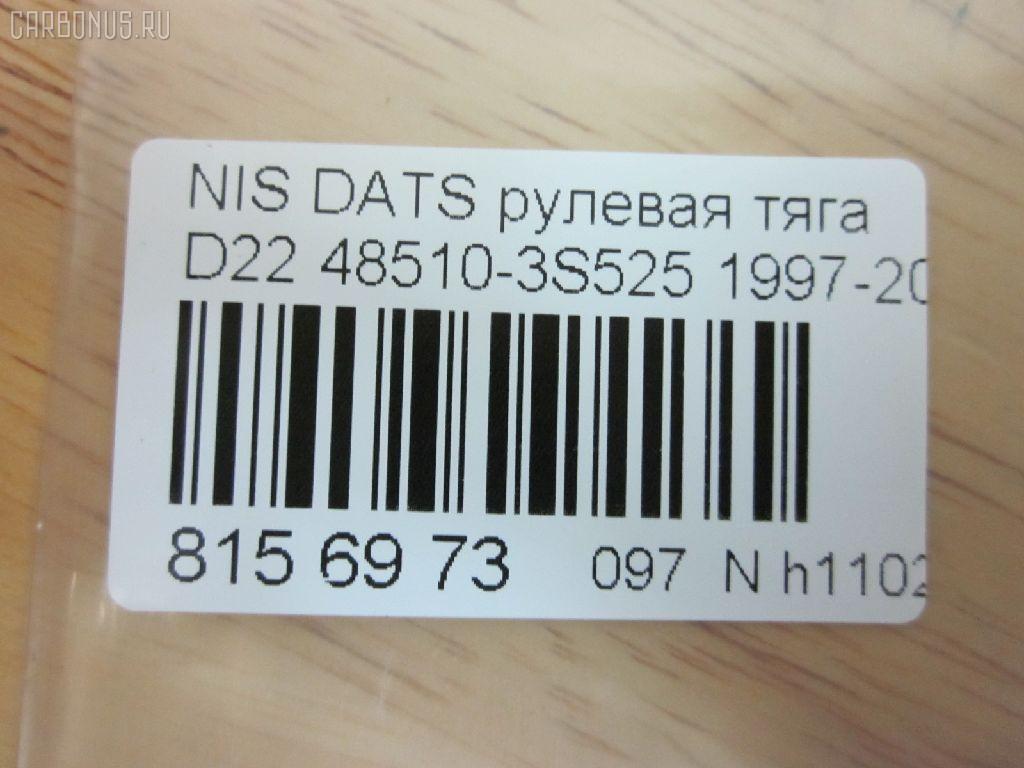 CARBONUS.RU
NIS DATS рулевая тяга
D22 48510-3S525 1997-20
815 69 73 097 N h1102